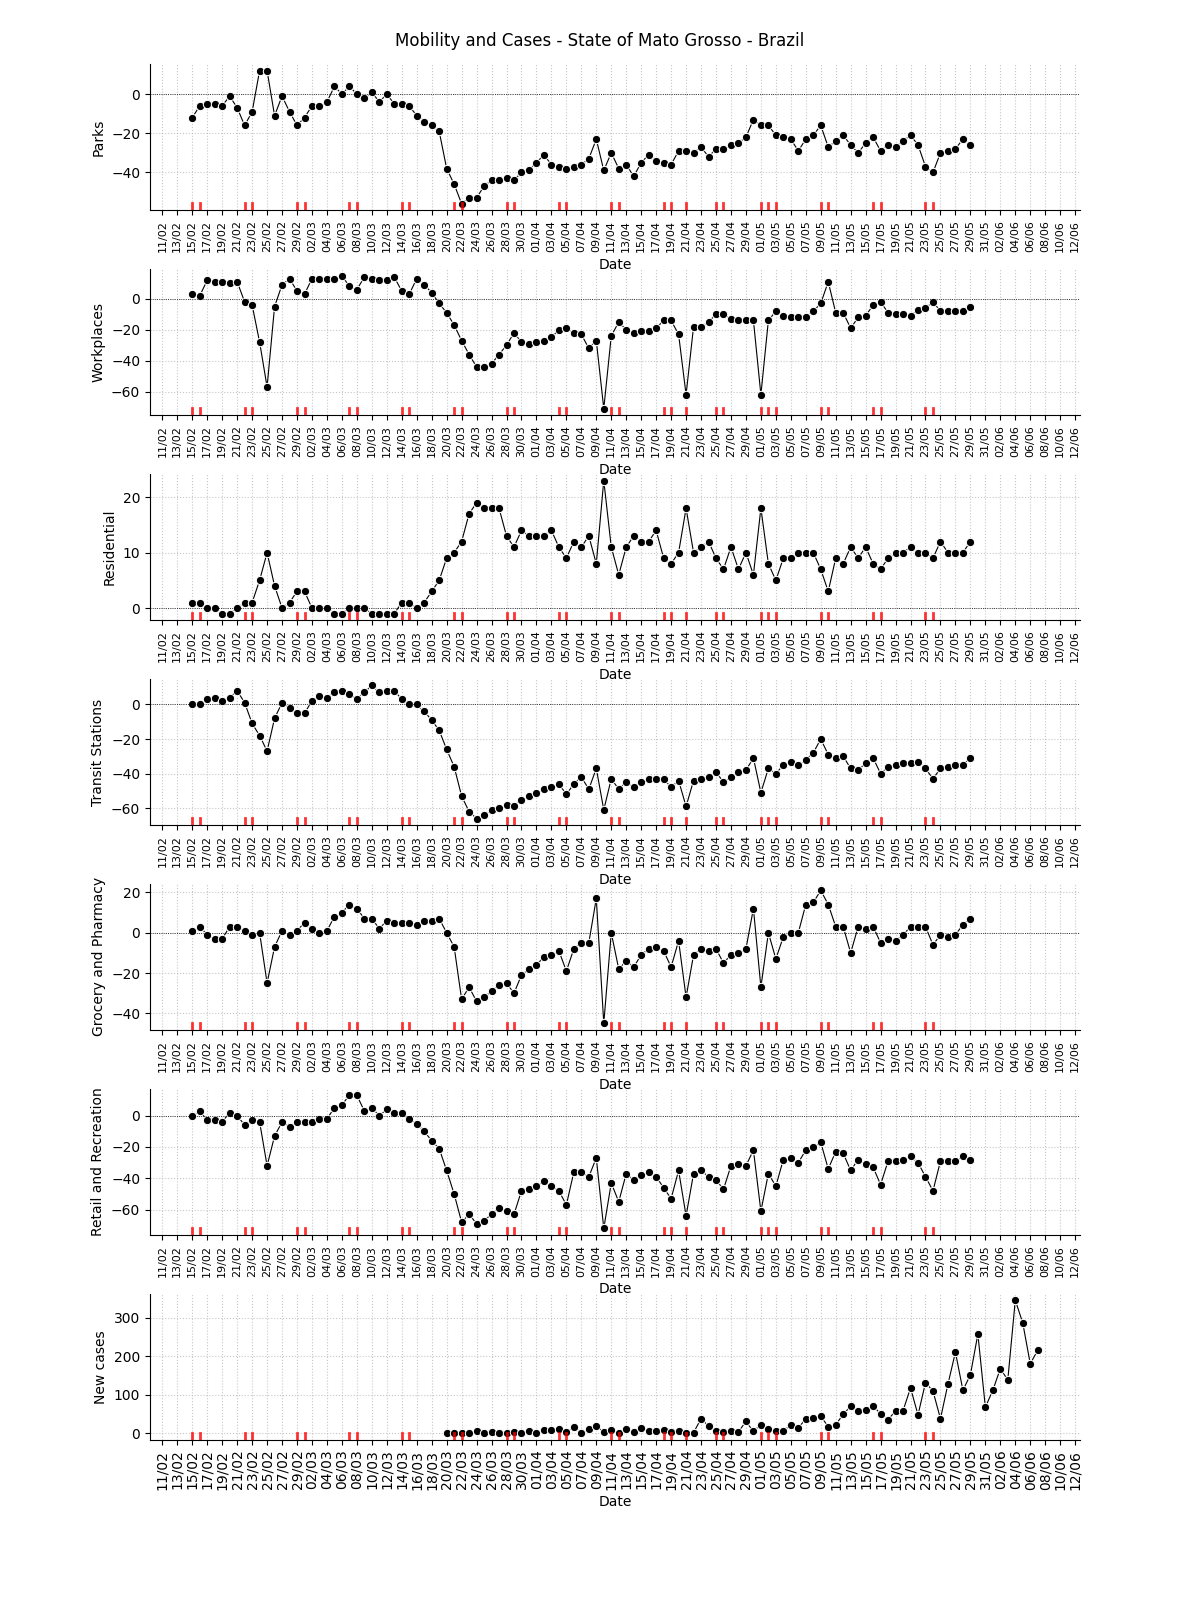 Mobility and Cases - State of Mato Grosso - Brazil
Parks
0
−20
−40
11/02 13/02 15/02 17/02 19/02 21/02 23/02 25/02 27/02 29/02 02/03 04/03 06/03 08/03 10/03 12/03 14/03 16/03 18/03 20/03 22/03 24/03 26/03 28/03 30/03 01/04 03/04 05/04 07/04 09/04 11/04 13/04 15/04 17/04 19/04 21/04 23/04 25/04 27/04 29/04 01/05 03/05 05/05 07/05 09/05 11/05 13/05 15/05 17/05 19/05 21/05 23/05 25/05 27/05 29/05 31/05 02/06 04/06 06/06 08/06 10/06 12/06
Date
Workplaces
0
−20
−40
−60
11/02 13/02 15/02 17/02 19/02 21/02 23/02 25/02 27/02 29/02 02/03 04/03 06/03 08/03 10/03 12/03 14/03 16/03 18/03 20/03 22/03 24/03 26/03 28/03 30/03 01/04 03/04 05/04 07/04 09/04 11/04 13/04 15/04 17/04 19/04 21/04 23/04 25/04 27/04 29/04 01/05 03/05 05/05 07/05 09/05 11/05 13/05 15/05 17/05 19/05 21/05 23/05 25/05 27/05 29/05 31/05 02/06 04/06 06/06 08/06 10/06 12/06
Date
Residential
20
10
0
11/02 13/02 15/02 17/02 19/02 21/02 23/02 25/02 27/02 29/02 02/03 04/03 06/03 08/03 10/03 12/03 14/03 16/03 18/03 20/03 22/03 24/03 26/03 28/03 30/03 01/04 03/04 05/04 07/04 09/04 11/04 13/04 15/04 17/04 19/04 21/04 23/04 25/04 27/04 29/04 01/05 03/05 05/05 07/05 09/05 11/05 13/05 15/05 17/05 19/05 21/05 23/05 25/05 27/05 29/05 31/05 02/06 04/06 06/06 08/06 10/06 12/06
Date
Transit Stations
0
−20
−40
−60
11/02 13/02 15/02 17/02 19/02 21/02 23/02 25/02 27/02 29/02 02/03 04/03 06/03 08/03 10/03 12/03 14/03 16/03 18/03 20/03 22/03 24/03 26/03 28/03 30/03 01/04 03/04 05/04 07/04 09/04 11/04 13/04 15/04 17/04 19/04 21/04 23/04 25/04 27/04 29/04 01/05 03/05 05/05 07/05 09/05 11/05 13/05 15/05 17/05 19/05 21/05 23/05 25/05 27/05 29/05 31/05 02/06 04/06 06/06 08/06 10/06 12/06
Date
Grocery and Pharmacy
20
0
−20
−40
11/02 13/02 15/02 17/02 19/02 21/02 23/02 25/02 27/02 29/02 02/03 04/03 06/03 08/03 10/03 12/03 14/03 16/03 18/03 20/03 22/03 24/03 26/03 28/03 30/03 01/04 03/04 05/04 07/04 09/04 11/04 13/04 15/04 17/04 19/04 21/04 23/04 25/04 27/04 29/04 01/05 03/05 05/05 07/05 09/05 11/05 13/05 15/05 17/05 19/05 21/05 23/05 25/05 27/05 29/05 31/05 02/06 04/06 06/06 08/06 10/06 12/06
Date
Retail and Recreation
0
−20
−40
−60
11/02 13/02 15/02 17/02 19/02 21/02 23/02 25/02 27/02 29/02 02/03 04/03 06/03 08/03 10/03 12/03 14/03 16/03 18/03 20/03 22/03 24/03 26/03 28/03 30/03 01/04 03/04 05/04 07/04 09/04 11/04 13/04 15/04 17/04 19/04 21/04 23/04 25/04 27/04 29/04 01/05 03/05 05/05 07/05 09/05 11/05 13/05 15/05 17/05 19/05 21/05 23/05 25/05 27/05 29/05 31/05 02/06 04/06 06/06 08/06 10/06 12/06
Date
New cases
300
200
100
0
11/02 13/02 15/02 17/02 19/02 21/02 23/02 25/02 27/02 29/02 02/03 04/03 06/03 08/03 10/03 12/03 14/03 16/03 18/03 20/03 22/03 24/03 26/03 28/03 30/03 01/04 03/04 05/04 07/04 09/04 11/04 13/04 15/04 17/04 19/04 21/04 23/04 25/04 27/04 29/04 01/05 03/05 05/05 07/05 09/05 11/05 13/05 15/05 17/05 19/05 21/05 23/05 25/05 27/05 29/05 31/05 02/06 04/06 06/06 08/06 10/06 12/06
Date